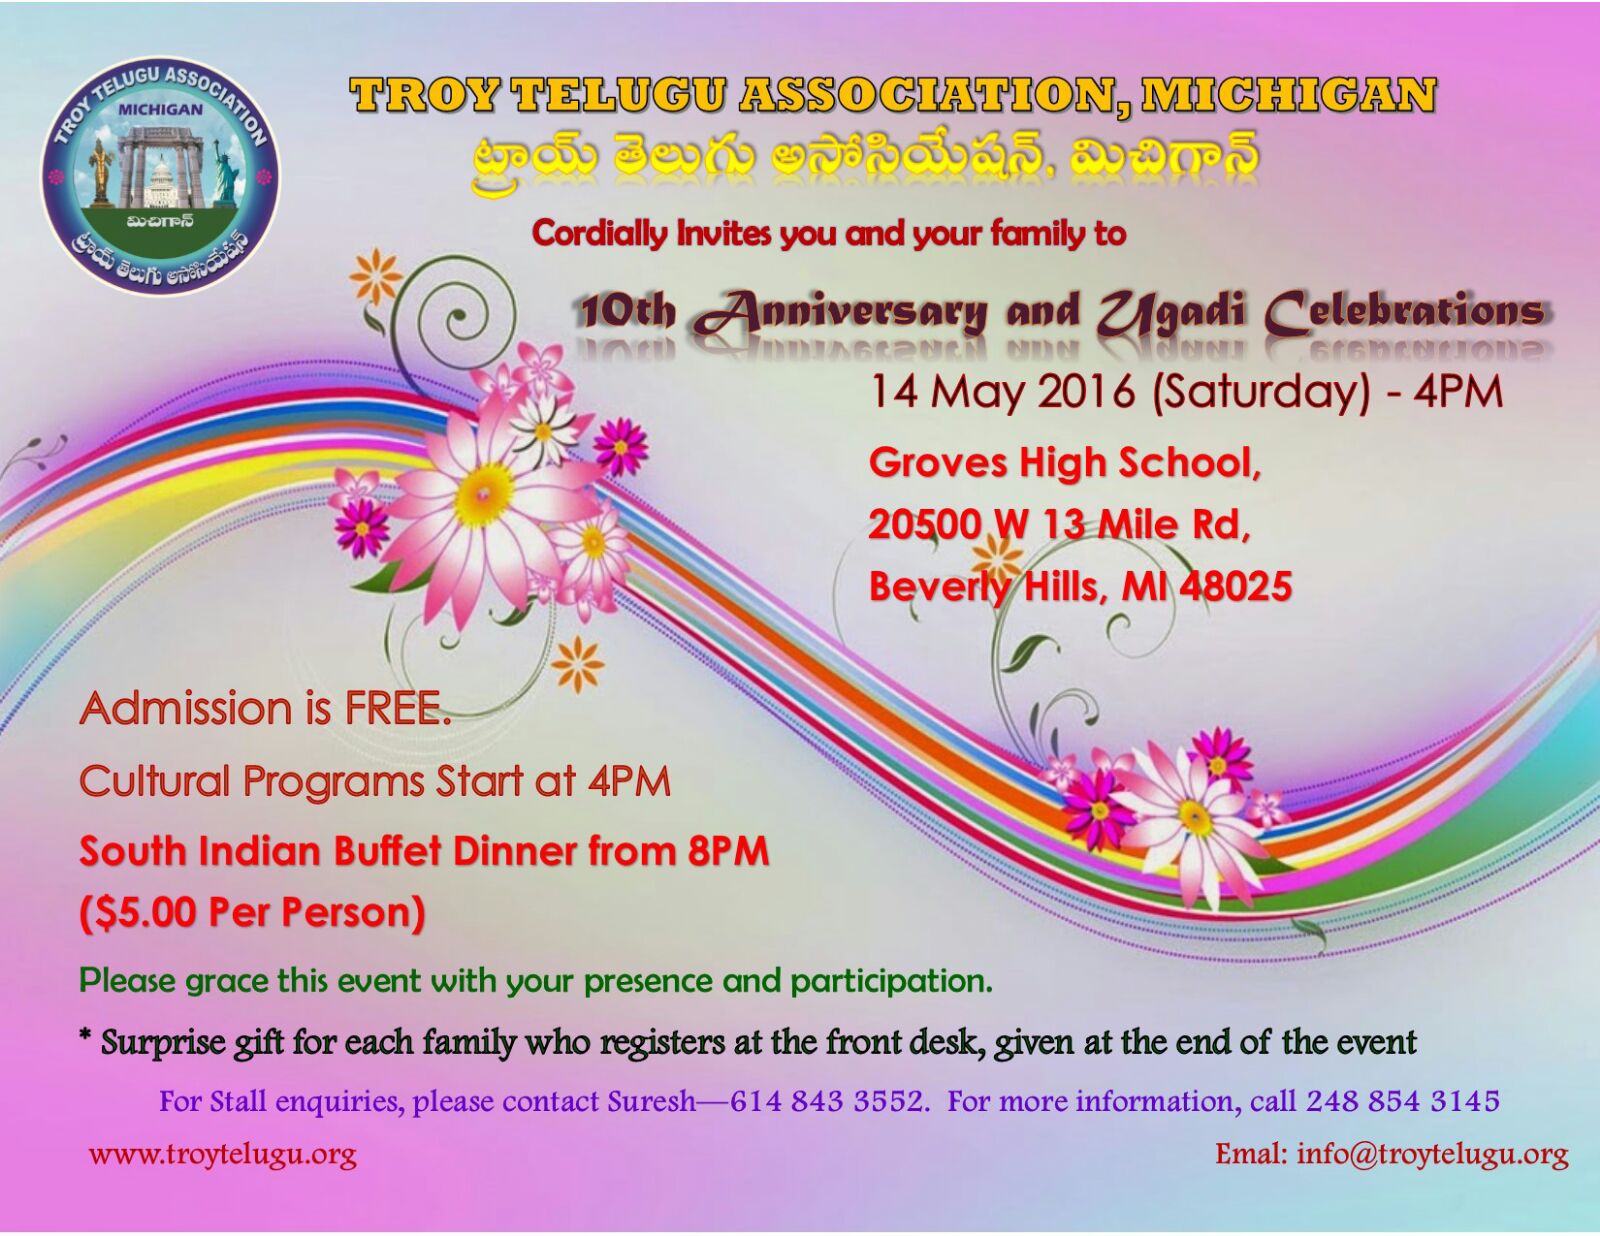 TROY TELUGU ASSOCIATION
MICHIGAN
మిచిగాన్
ట్రాయ్ తెలుగు అసోసియేషన్
TROY TELUGU ASSOCIATION, MICHIGAN
ట్రాయ్ తెలుగు అసోసియేషన్, మిచిగాన్
Cordially Invites you and your family to
10th Anniversary and Ugadi Celebrations
14 May 2016 (Saturday) - 4PM
Groves High School,
20500 W 13 Mile Rd,
Beverly Hills, MI 48025
Admission is FREE.
Cultural Programs Start at 4PM
South Indian Buffet Dinner from 8PM
($5.00 Per Person)
Please grace this event with your presence and participation.
* Surprise gift for each family who registers at the front desk, given at the end of the event
For Stall enquiries, please contact Suresh—614 843 3552. For more information, call 248 854 3145
www.troytelugu.org
Emal: info@troytelugu.org